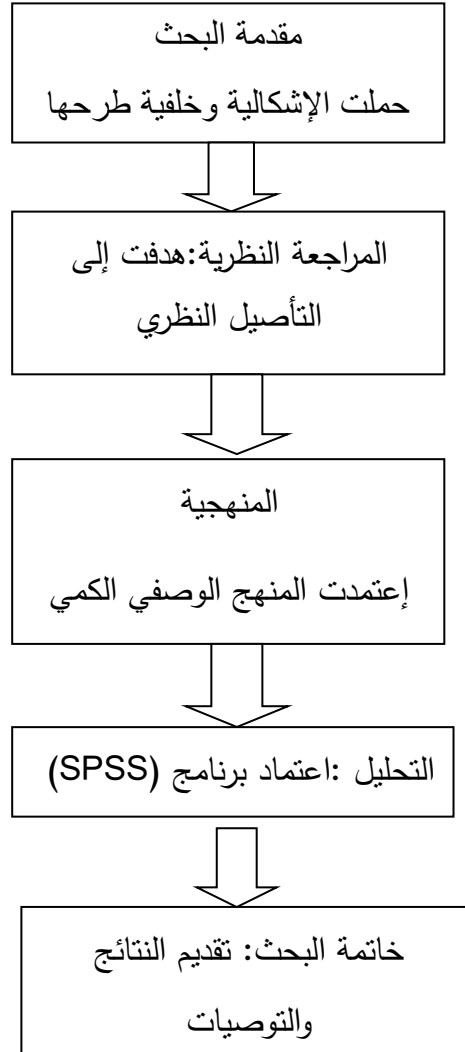 مقدمة البحث
حملت الإشكالية وخلفية طرحها
المراجعة النظرية:هدفت إلى
التأصيل النظري
المنهجية
إعتمدت المنهج الوصفي الكمي
التحليل :اعتماد برنامج (SPSS)
خاتمة البحث: تقديم النتائج
والتوصيات